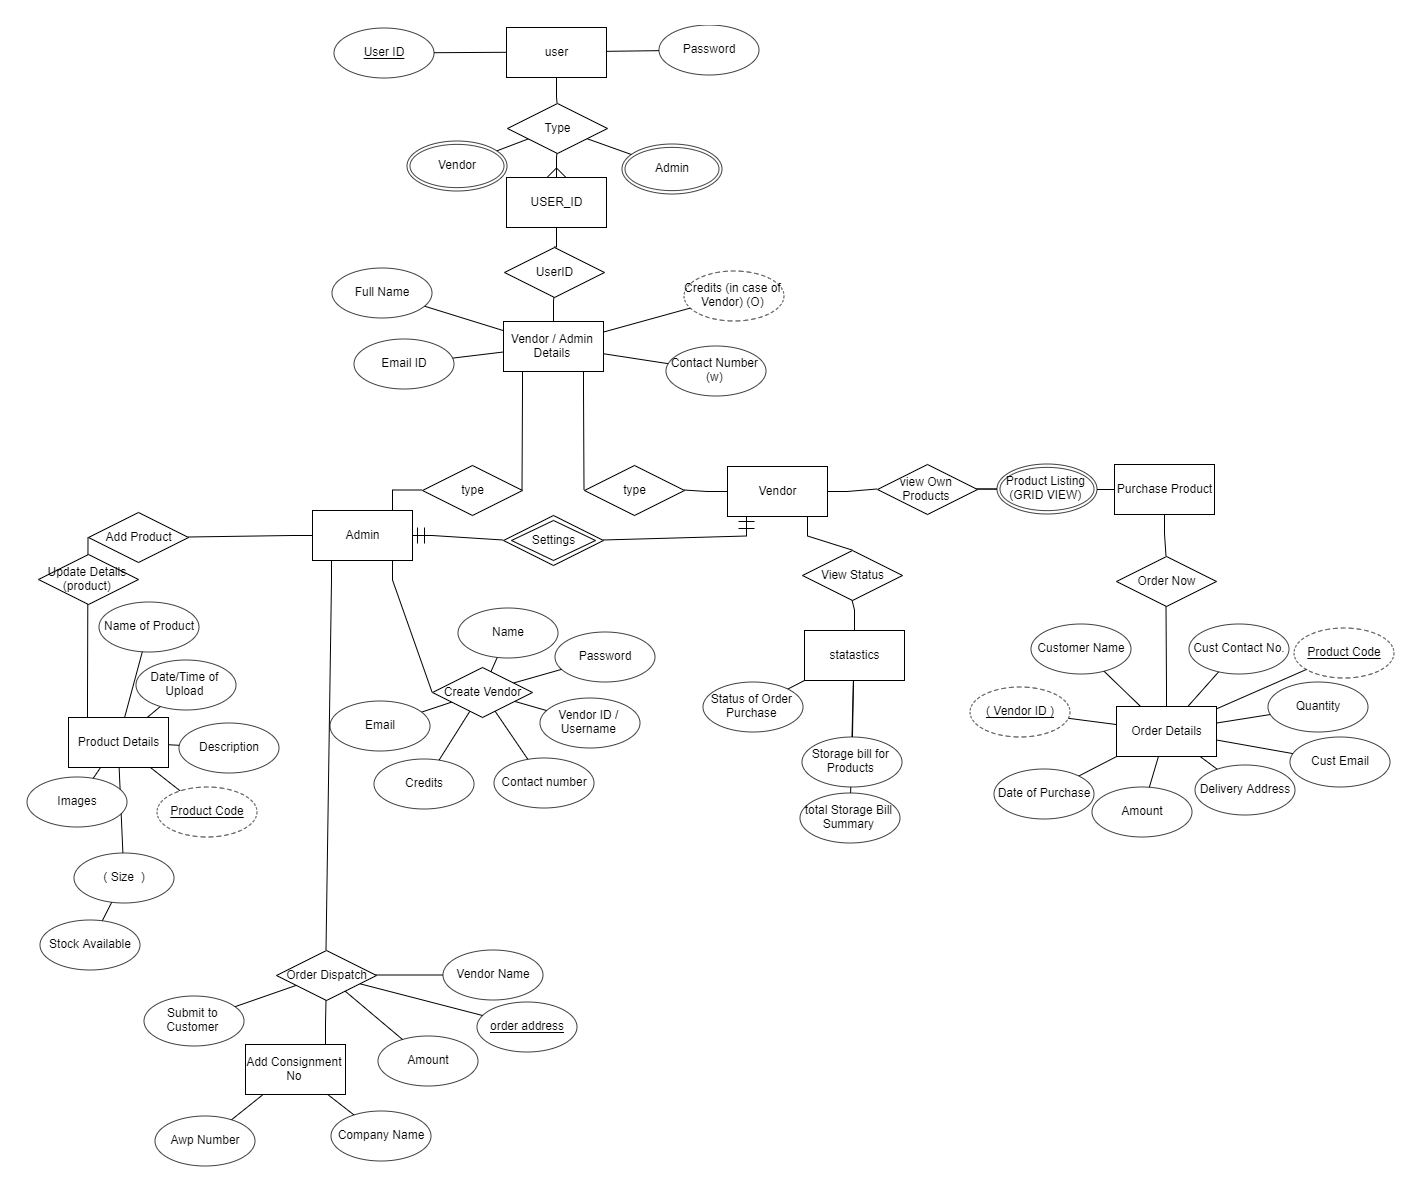 User ID
user
Password
Type
Vendor
Admin
USER_ID
UserID
Full Name
Credits (in case of
Vendor) (O)
Vendor / Admin
Details
Email ID
Contact Number
(w)
type
type
Vendor
view Own
Products
Product Listing
(GRID VIEW)
Purchase Product
Add Product
Admin
Settings
Update Details
(product)
View Status
Order Now
Name of Product
Name
Password
statastics
Customer Name
Cust Contact No.
Product Code
Date/Time of
Upload
Create Vendor
Status of Order
Purchase
( Vendor ID )
Quantity
Email
Vendor ID /
Username
Product Details
Description
Order Details
Storage bill for
Products
Cust Email
Credits
Contact number
Images
Product Code
Date of Purchase
Delivery Address
Amount
total Storage Bill
Summary
( Size  )
Stock Available
Order Dispatch
Vendor Name
Submit to
Customer
order address
Add Consignment
No
Amount
Awp Number
Company Name